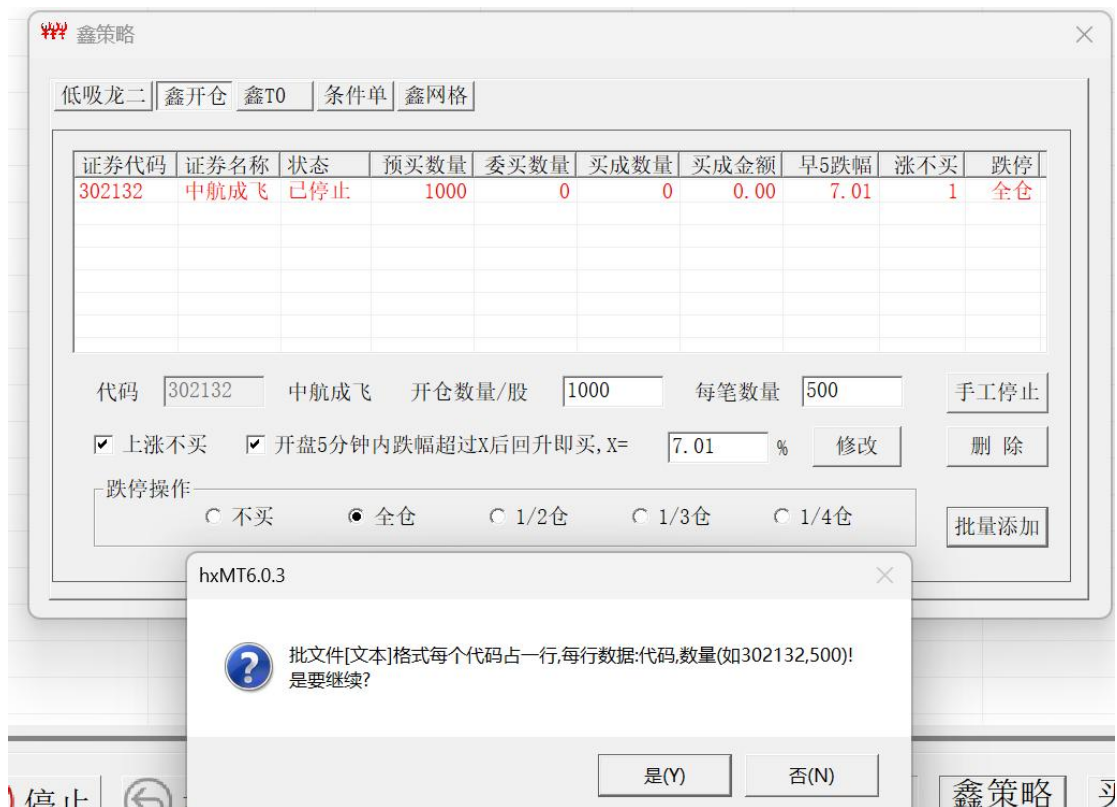 鑫策略
低吸龙二 鑫开仓 鑫T0 条件单 鑫网格
证券代码 证券名称 状态 预买数量 委买数量 买成数量 买成金额 早5跌幅 涨不买 跌停
302132 中航成飞 已停止 1000 0 0 0.00 7.01 1 全仓
代码 302132 中航成飞 开仓数量/股 1000 每笔数量 500 手工停止
上涨不买 开盘5分钟内跌幅超过X后回升即买,X= 7.01 % 修改 删 除
跌停操作
不买 全仓 1/2仓 1/3仓 1/4仓 批量添加
hxMT6.0.3
批文件[文本]格式每个代码占一行,每行数据:代码,数量(如302132,500)!
是要继续?
是(Y) 否(N)
停止 鑫策略